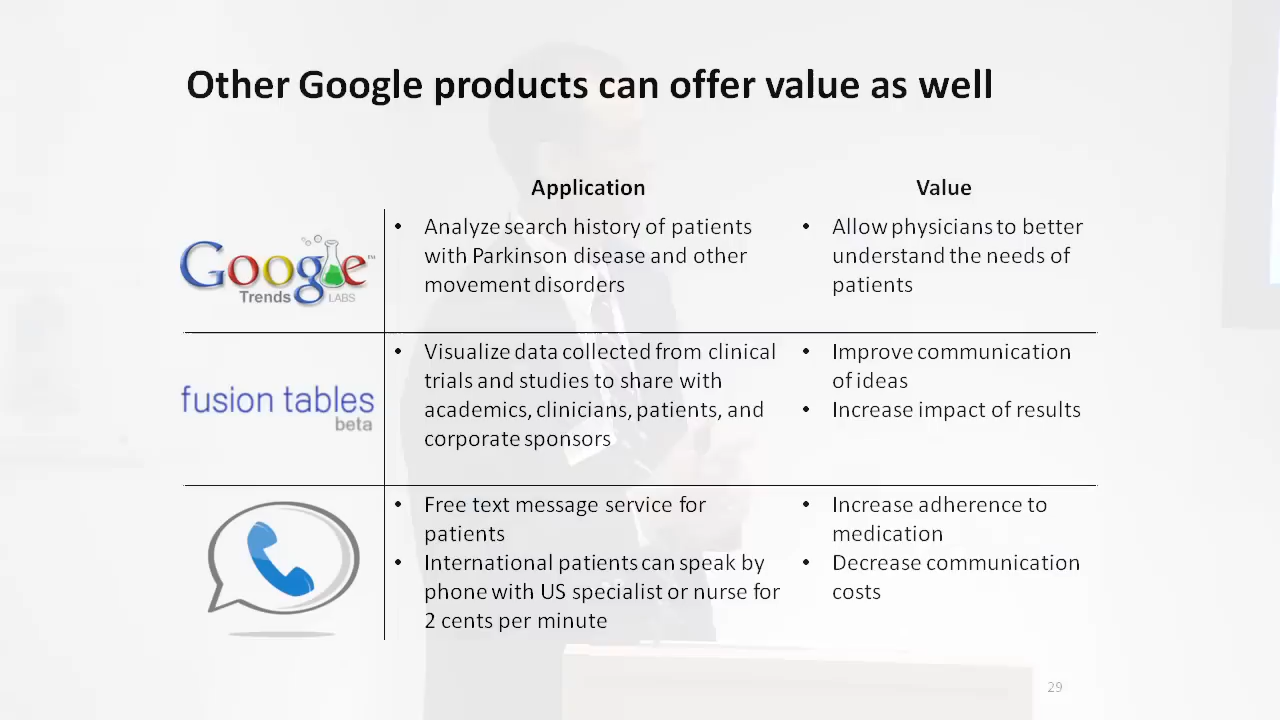 Other Google products can offer value as well
Application
Value
Google™
Trends LABS
• Analyze search history of patients
with Parkinson disease and other
movement disorders
• Allow physicians to better
understand the needs of
patients
fusion tables
beta
• Visualize data collected from clinical
trials and studies to share with
academics, clinicians, patients, and
corporate sponsors
• Improve communication
of ideas
• Increase impact of results
• Free text message service for
patients
• International patients can speak by
phone with US specialist or nurse for
2 cents per minute
• Increase adherence to
medication
• Decrease communication
costs
29